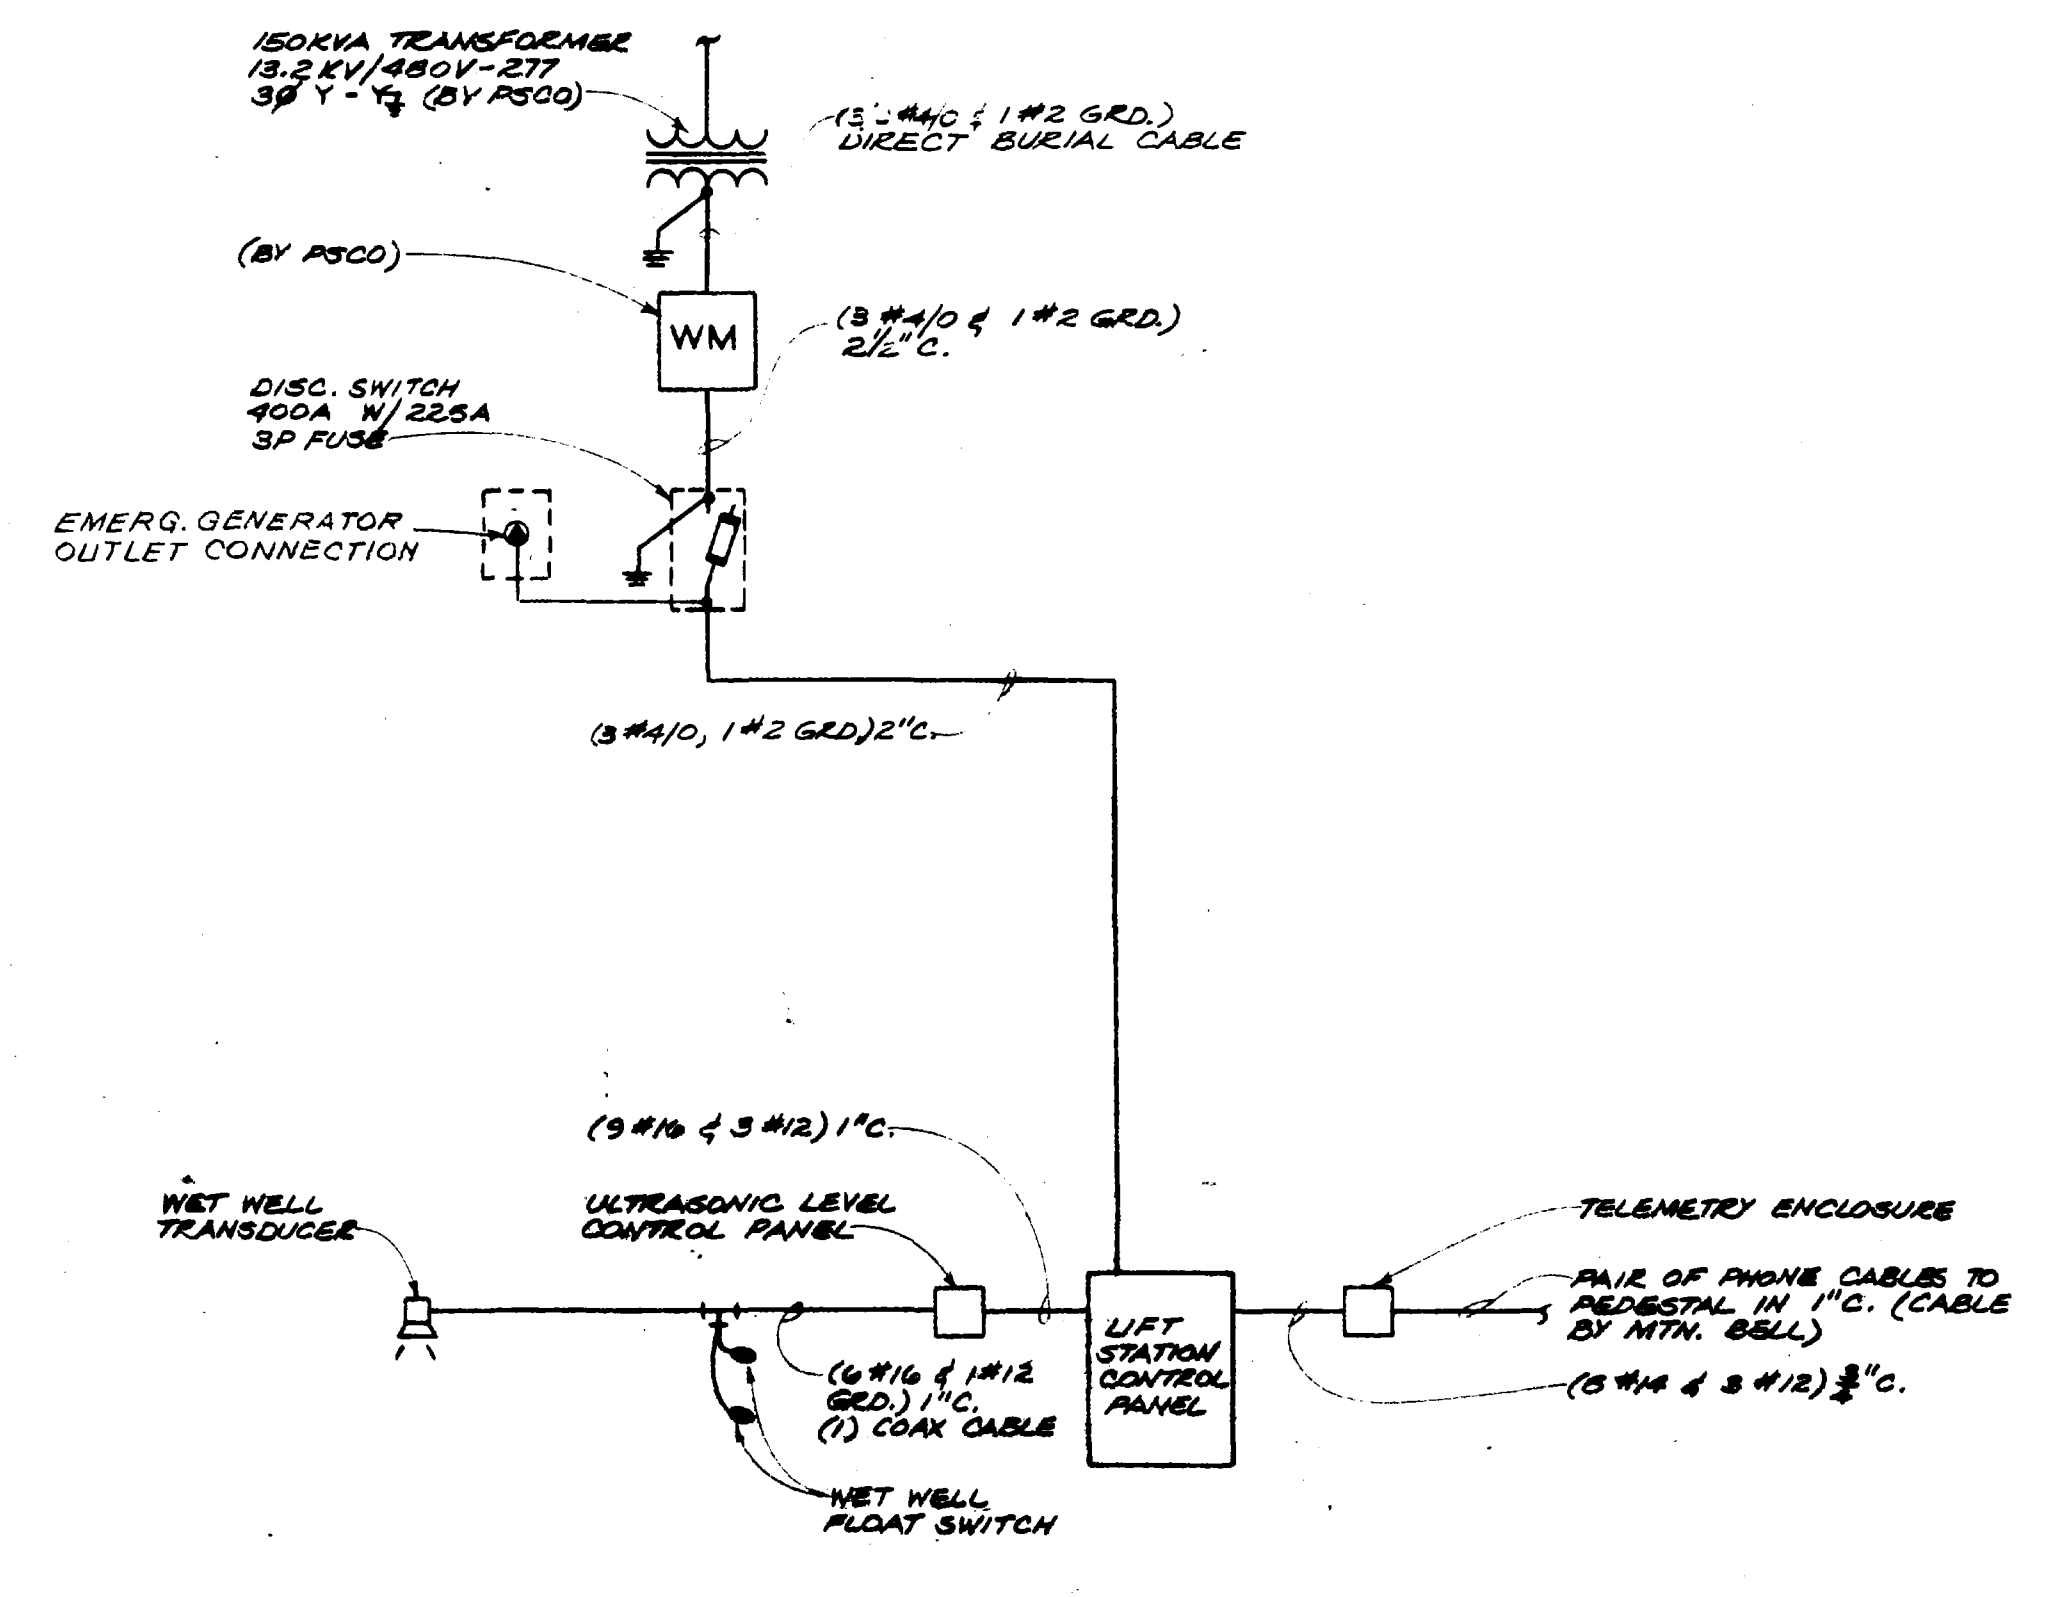 150KVA TRANSFORMER
13.2KV/480V-277
3Ø Y-Y (BY PSCO)
#4/0 & 1 #2 GRD.)
DIRECT BURIAL CABLE
(BY PSCO)
WM
(3 #4/0 & 1 #2 GRD.)
2½"C.
DISC. SWITCH
400A W/225A
3P FUSE
EMERG. GENERATOR
OUTLET CONNECTION
(3 #4/0, 1 #2 GRD.) 2"C.
(9 #16 & 3 #12) 1"C.
WET WELL
TRANSDUCER
ULTRASONIC LEVEL
CONTROL PANEL
TELEMETRY ENCLOSURE
PAIR OF PHONE CABLES TO
PEDESTAL IN 1"C. (CABLE
BY MTN. BELL)
LIFT
STATION
CONTROL
PANEL
(6 #16 & 1 #12
GRD.) 1"C.
(1) COAX CABLE
#14 & 3 #12) ¾"C.
WET WELL
FLOAT SWITCH